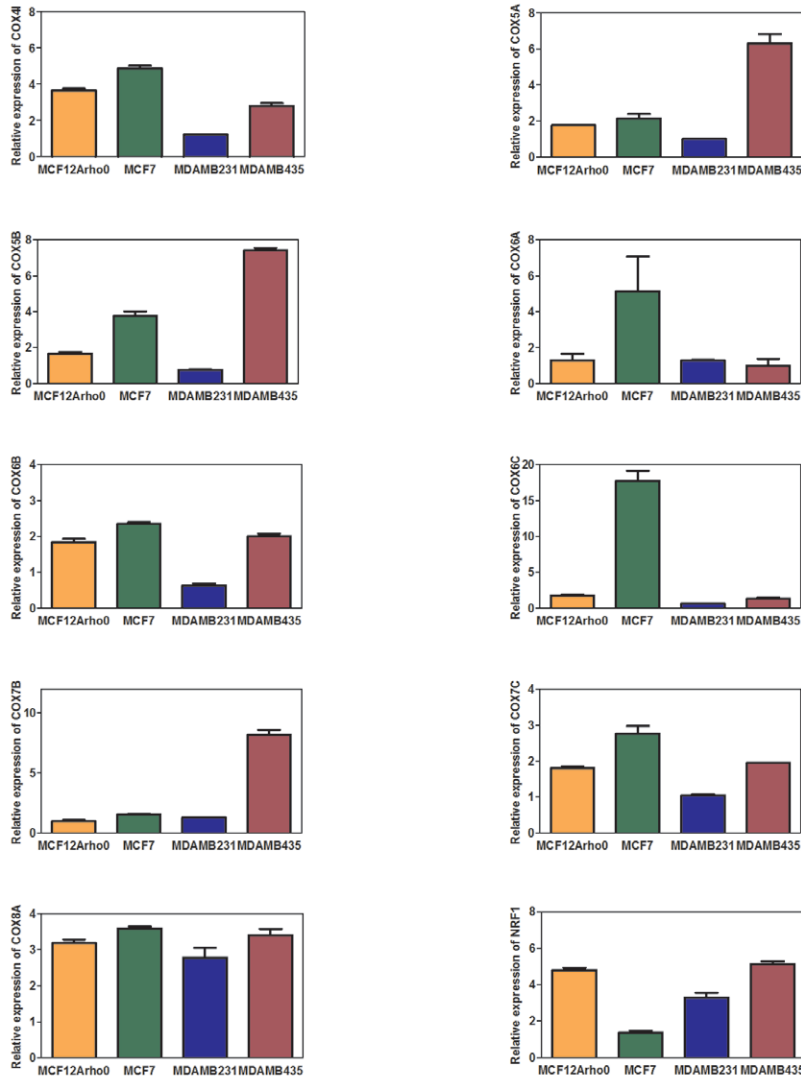 Relative expression of COX4I
8
6
4
2
0
MCF12Arho0 MCF7 MDAMB231 MDAMB435
Relative expression of COX5A
8
6
4
2
0
MCF12Arho0 MCF7 MDAMB231 MDAMB435
Relative expression of COX5B
8
6
4
2
0
MCF12Arho0 MCF7 MDAMB231 MDAMB435
Relative expression of COX6A
8
6
4
2
0
MCF12Arho0 MCF7 MDAMB231 MDAMB435
Relative expression of COX6B
4
3
2
1
0
MCF12Arho0 MCF7 MDAMB231 MDAMB435
Relative expression of COX6C
20
15
10
5
0
MCF12Arho0 MCF7 MDAMB231 MDAMB435
Relative expression of COX7B
10
5
0
MCF12Arho0 MCF7 MDAMB231 MDAMB435
Relative expression of COX7C
4
3
2
1
0
MCF12Arho0 MCF7 MDAMB231 MDAMB435
Relative expression of COX8A
4
3
2
1
0
MCF12Arho0 MCF7 MDAMB231 MDAMB435
Relative expression of NRF1
8
6
4
2
0
MCF12Arho0 MCF7 MDAMB231 MDAMB435